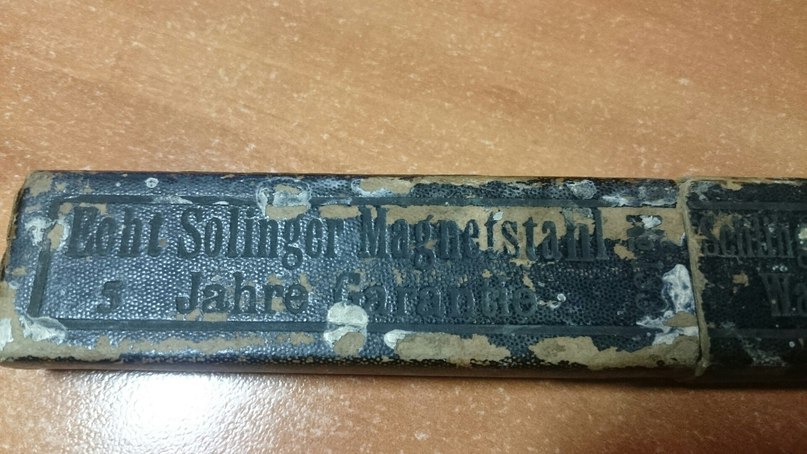 Echt Solinger Magnetstahl
5 Jahre Garantie